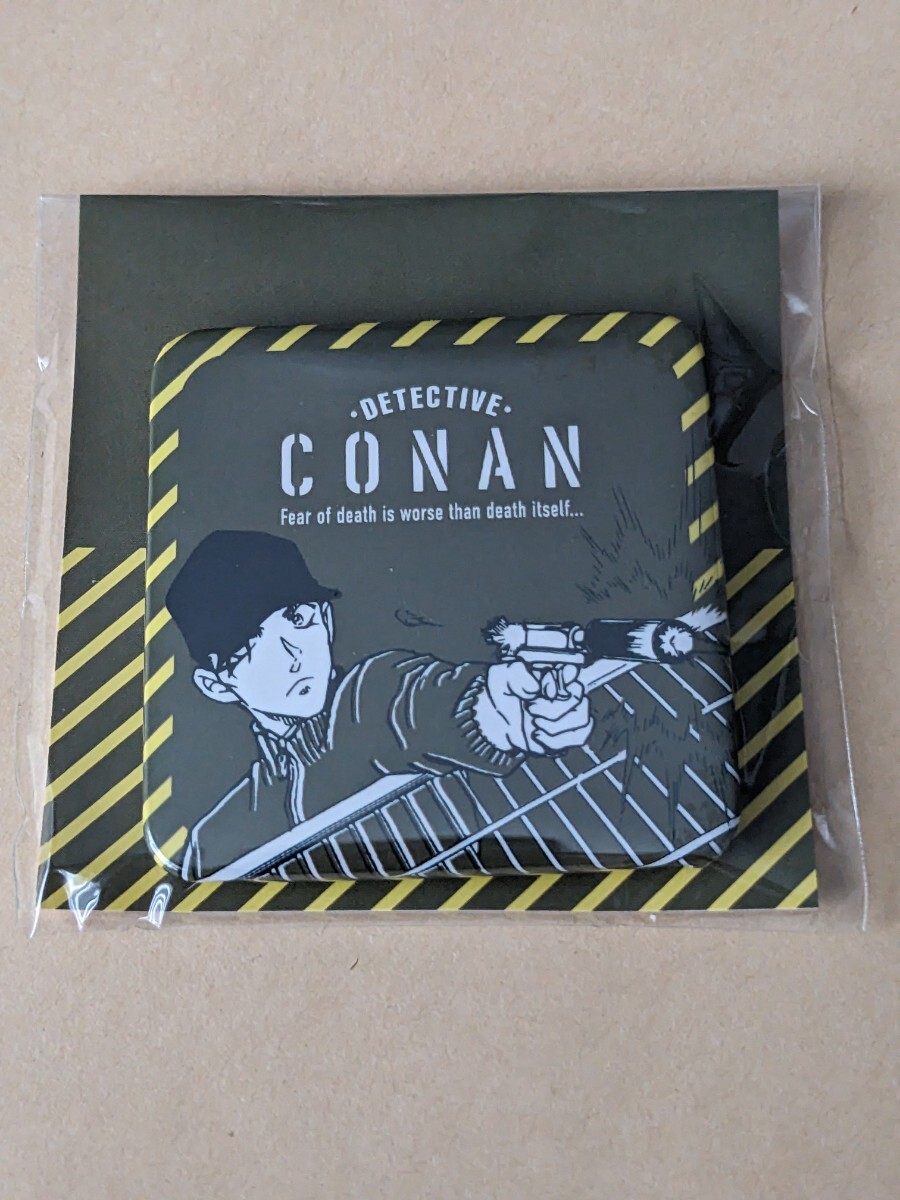 ·DETECTIVE·
CONAN
Fear of death is worse than death itself...